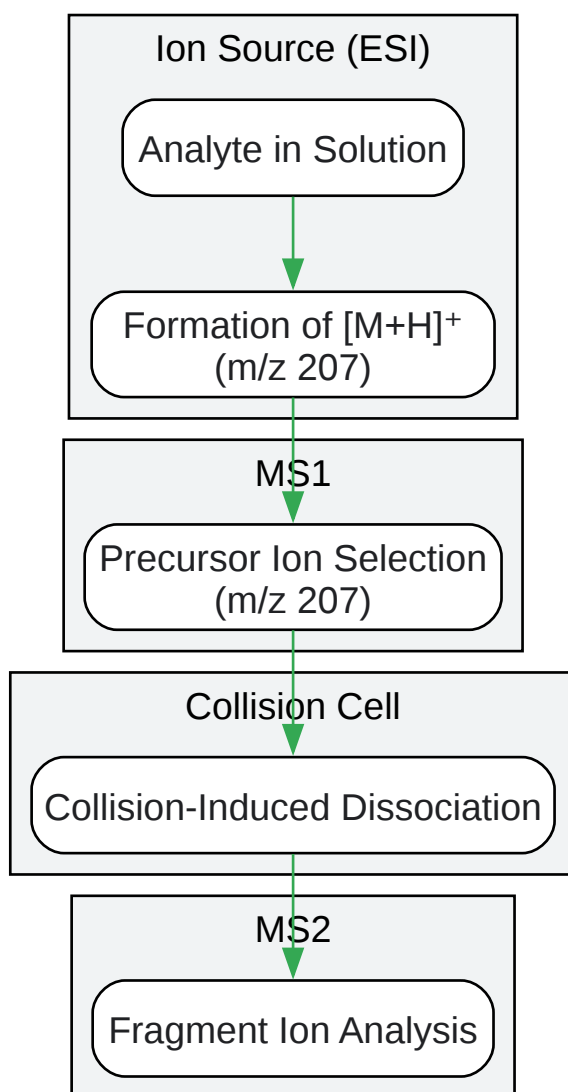 Ion Source (ESI)
Analyte in Solution
Formation of [M+H]⁺
(m/z 207)
MS1
Precursor Ion Selection
(m/z 207)
Collision Cell
Collision-Induced Dissociation
MS2
Fragment Ion Analysis